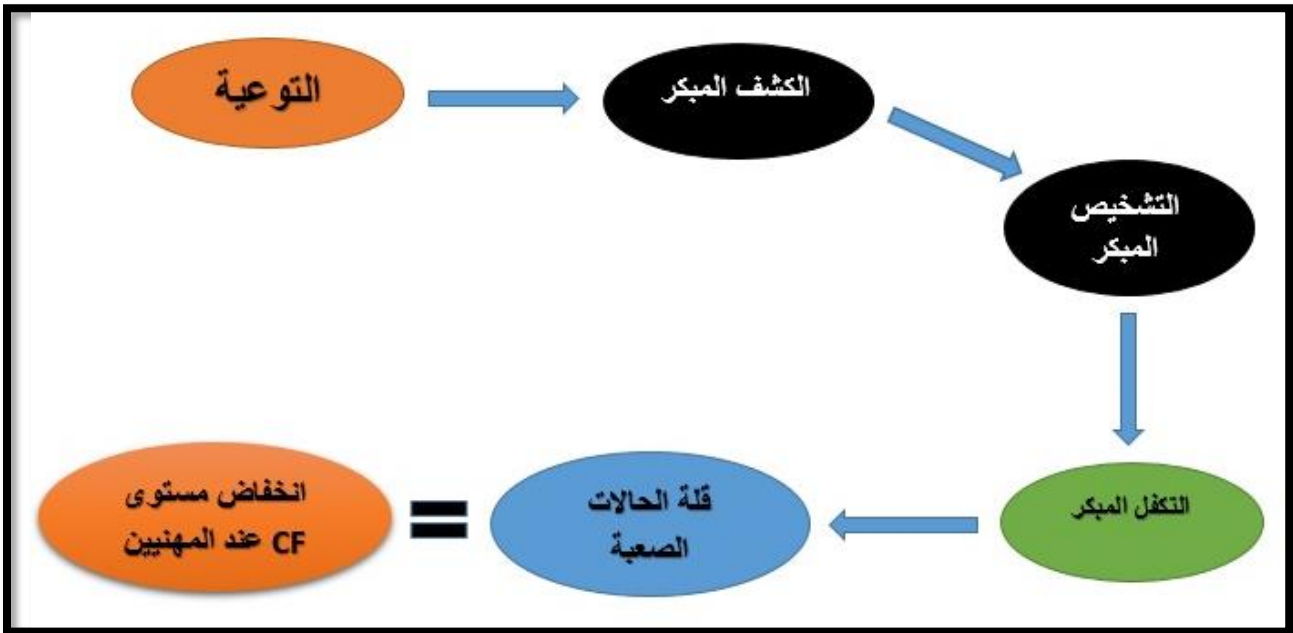 التوعية
الكشف المبكر
التشخيص
المبكر
التكفل المبكر
قلة الحالات
الصعبة
=
انخفاض مستوى
CF عند المهنيين